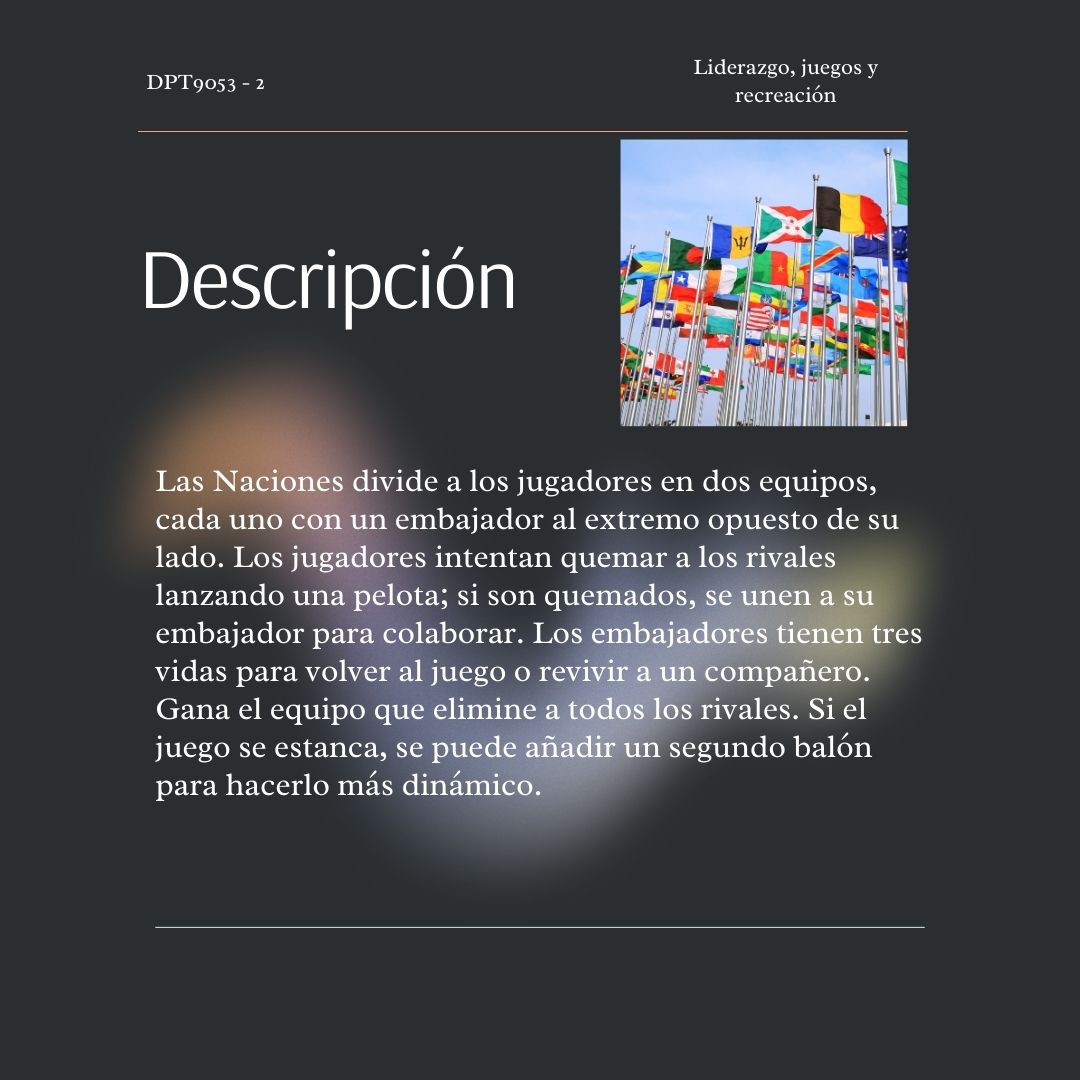 DPT9053 - 2
Liderazgo, juegos y
recreación
Descripción
Las Naciones divide a los jugadores en dos equipos,
cada uno con un embajador al extremo opuesto de su
lado. Los jugadores intentan quemar a los rivales
lanzando una pelota; si son quemados, se unen a su
embajador para colaborar. Los embajadores tienen tres
vidas para volver al juego o revivir a un compañero.
Gana el equipo que elimine a todos los rivales. Si el
juego se estanca, se puede añadir un segundo balón
para hacerlo más dinámico.